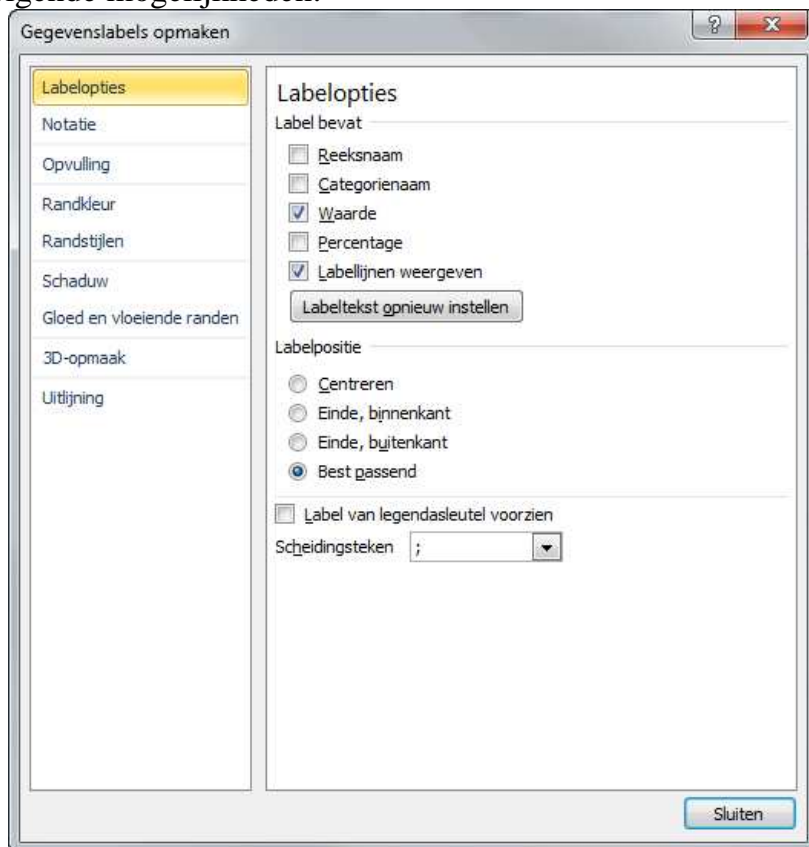 Gegevenslabels opmaken
Labelopties
Notatie
Opvulling
Randkleur
Randstijlen
Schaduw
Gloed en vloeiende randen
3D-opmaak
Uitlijning
Labelopties
Label bevat
Reeksnaam
Categorienaam
Waarde
Percentage
Labellijnen weergeven
Labeltekst opnieuw instellen
Labelpositie
Centreren
Einde, binnenkant
Einde, buitenkant
Best passend
Label van legendasleutel voorzien
Scheidingsteken ;
Sluiten